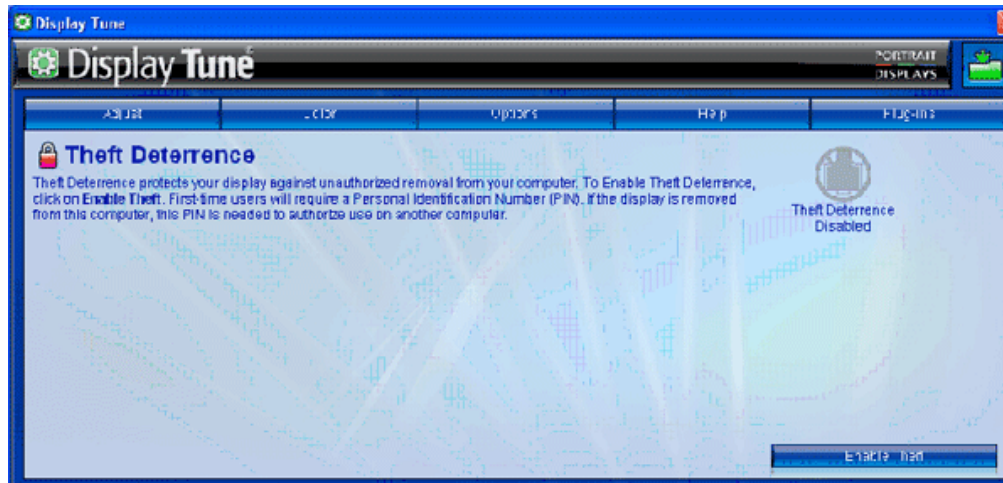 Display Tune
Display Tune
PORTRAIT
DISPLAYS
Adjust
Color
Options
Help
Plug-ins
Theft Deterrence
Theft Deterrence protects your display against unauthorized removal from your computer. To Enable Theft Deterrence,
click on Enable Theft. First-time users will require a Personal Identification Number (PIN). If the display is removed
from this computer, this PIN is needed to authorize use on another computer.
Theft Deterrence
Disabled
Enable Theft